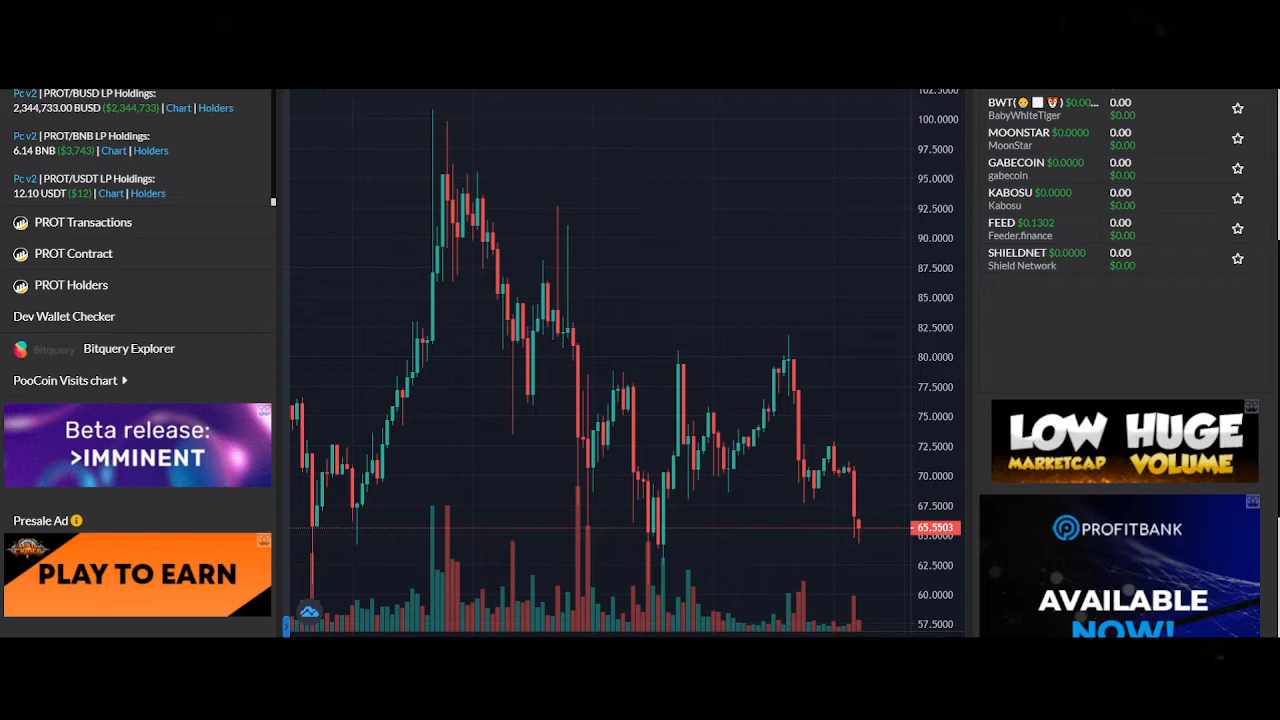 Pc v2 | PROT/BUSD LP Holdings:
2,344,733.00 BUSD ($2,344,733) | Chart | Holders
Pc v2 | PROT/BNB LP Holdings:
6.14 BNB ($3,743) | Chart | Holders
Pc v2 | PROT/USDT LP Holdings:
12.10 USDT ($12) | Chart | Holders
PROT Transactions
PROT Contract
PROT Holders
Dev Wallet Checker
Bitquery Bitquery Explorer
PooCoin Visits chart
Beta release:
>IMMINENT
Presale Ad
PLAY TO EARN
102.5000
100.0000
97.5000
95.0000
92.5000
90.0000
87.5000
85.0000
82.5000
80.0000
77.5000
75.0000
72.5000
70.0000
67.5000
65.5503
65.0000
62.5000
60.0000
57.5000
BWT(👶⬜🐯) $0.00... 0.00
BabyWhiteTiger $0.00
MOONSTAR $0.0000 0.00
MoonStar $0.00
GABECOIN $0.0000 0.00
gabecoin $0.00
KABOSU $0.0000 0.00
Kabosu $0.00
FEED $0.1302 0.00
Feeder.finance $0.00
SHIELDNET $0.0000 0.00
Shield Network $0.00
LOW HUGE
MARKETCAP VOLUME
PROFITBANK
AVAILABLE
NOW!